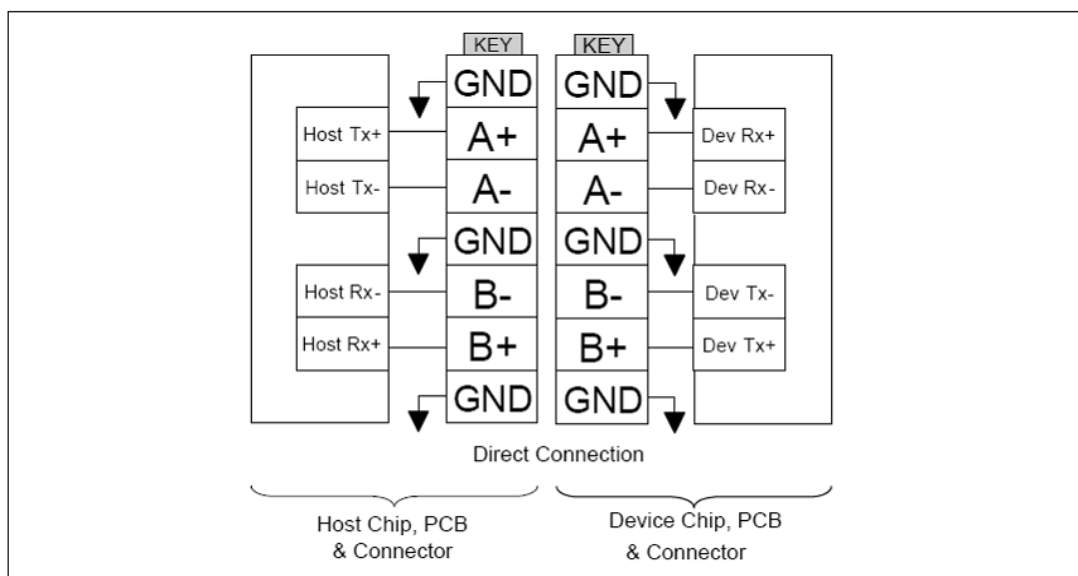 KEY KEY
GND GND
Host Tx+ A+ A+ Dev Rx+
Host Tx- A- A- Dev Rx-
GND GND
Host Rx- B- B- Dev Tx-
Host Rx+ B+ B+ Dev Tx+
GND GND
Direct Connection
Host Chip, PCB
& Connector
Device Chip, PCB
& Connector